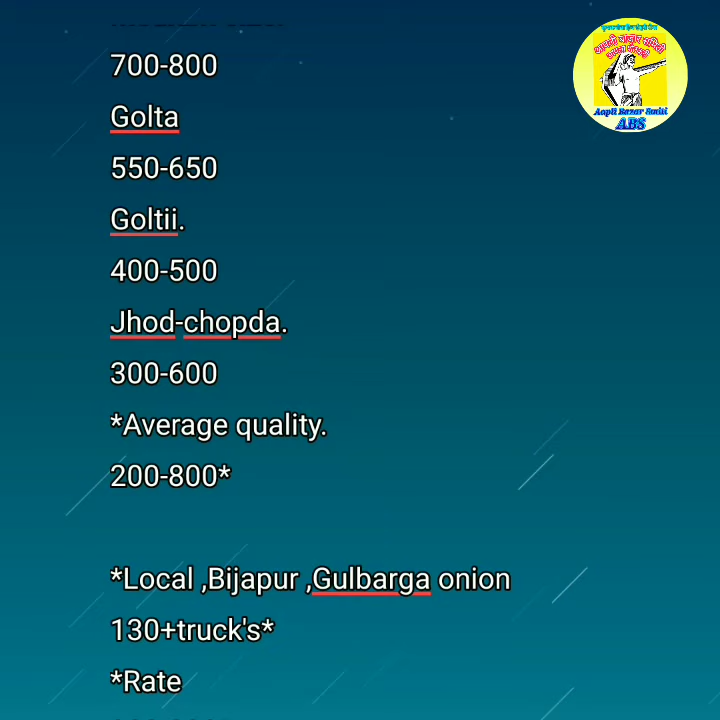 700-800
Golta
550-650
Goltii.
400-500
Jhod-chopda.
300-600
*Average quality.
200-800*
*Local ,Bijapur ,Gulbarga onion
130+truck's*
*Rate
Aapli Bazar Samiti
ABS